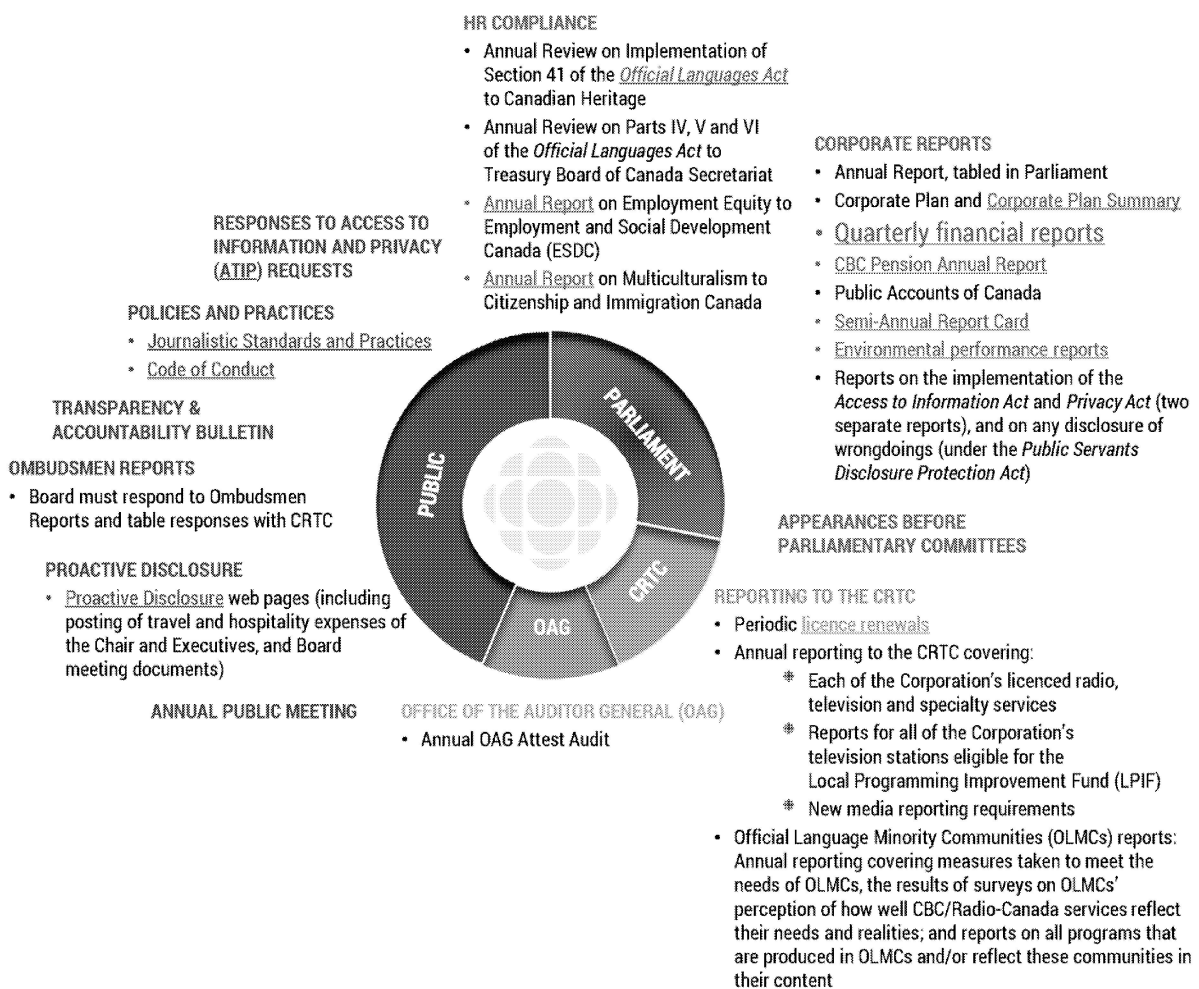 HR COMPLIANCE
• Annual Review on Implementation of
Section 41 of the Official Languages Act
to Canadian Heritage
• Annual Review on Parts IV, V and VI
of the Official Languages Act to
Treasury Board of Canada Secretariat
• Annual Report on Employment Equity to
Employment and Social Development
Canada (ESDC)
• Annual Report on Multiculturalism to
Citizenship and Immigration Canada
CORPORATE REPORTS
• Annual Report, tabled in Parliament
• Corporate Plan and Corporate Plan Summary
• Quarterly financial reports
• CBC Pension Annual Report
• Public Accounts of Canada
• Semi-Annual Report Card
• Environmental performance reports
• Reports on the implementation of the
Access to Information Act and Privacy Act (two
separate reports), and on any disclosure of
wrongdoings (under the Public Servants
Disclosure Protection Act)
APPEARANCES BEFORE
PARLIAMENTARY COMMITTEES
RESPONSES TO ACCESS TO
INFORMATION AND PRIVACY
(ATIP) REQUESTS
POLICIES AND PRACTICES
• Journalistic Standards and Practices
• Code of Conduct
TRANSPARENCY &
ACCOUNTABILITY BULLETIN
OMBUDSMEN REPORTS
• Board must respond to Ombudsmen
Reports and table responses with CRTC
PROACTIVE DISCLOSURE
• Proactive Disclosure web pages (including
posting of travel and hospitality expenses of
the Chair and Executives, and Board
meeting documents)
ANNUAL PUBLIC MEETING
PUBLIC
PARLIAMENT
CRTC
OAG
OFFICE OF THE AUDITOR GENERAL (OAG)
• Annual OAG Attest Audit
REPORTING TO THE CRTC
• Periodic licence renewals
• Annual reporting to the CRTC covering:
Each of the Corporation's licenced radio,
television and specialty services
Reports for all of the Corporation's
television stations eligible for the
Local Programming Improvement Fund (LPIF)
New media reporting requirements
• Official Language Minority Communities (OLMCs) reports:
Annual reporting covering measures taken to meet the
needs of OLMCs, the results of surveys on OLMCs'
perception of how well CBC/Radio-Canada services reflect
their needs and realities; and reports on all programs that
are produced in OLMCs and/or reflect these communities in
their content